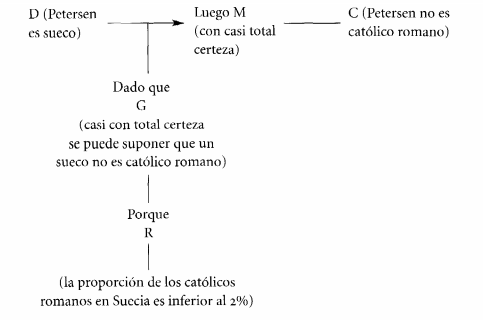 D (Petersen
es sueco)
Luego M
(con casi total
certeza)
C (Petersen no es
católico romano)
Dado que
G
(casi con total certeza
se puede suponer que un
sueco no es católico romano)
Porque
R
(la proporción de los católicos
romanos en Suecia es inferior al 2%)